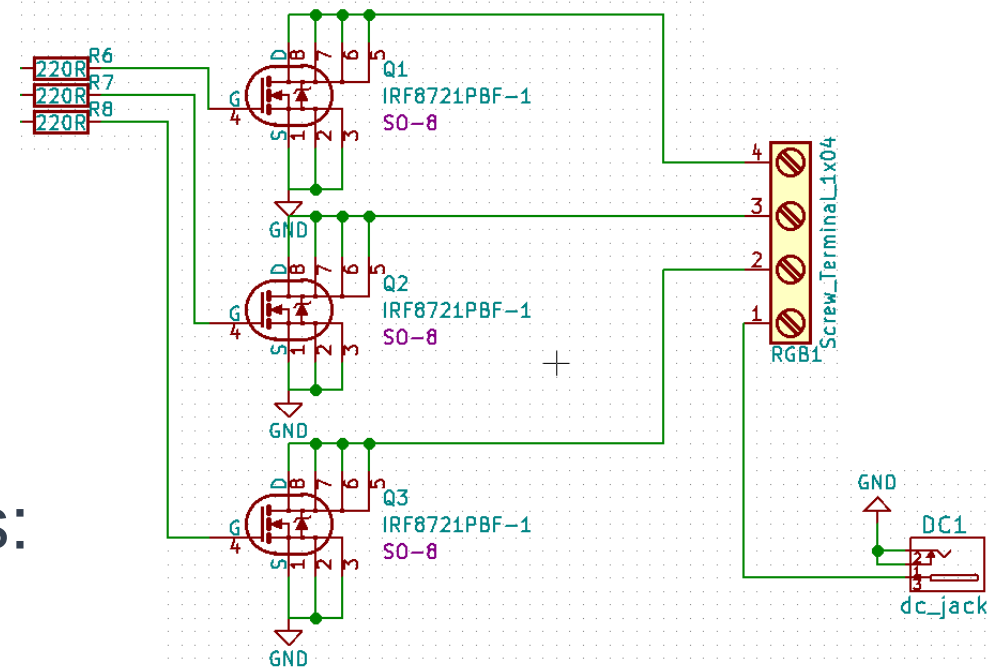 R6
220R
R7
220R
R8
220R
D
8
7
6
5
Q1
IRF8721PBF-1
SO-8
G
4
S
1
2
3
GND
D
8
7
6
5
Q2
IRF8721PBF-1
SO-8
G
4
S
1
2
3
GND
D
8
7
6
5
Q3
IRF8721PBF-1
SO-8
G
4
S
1
2
3
GND
4
3
2
1
Screw_Terminal_1x04
RGB1
s:
GND
DC1
2
1
3
dc_jack